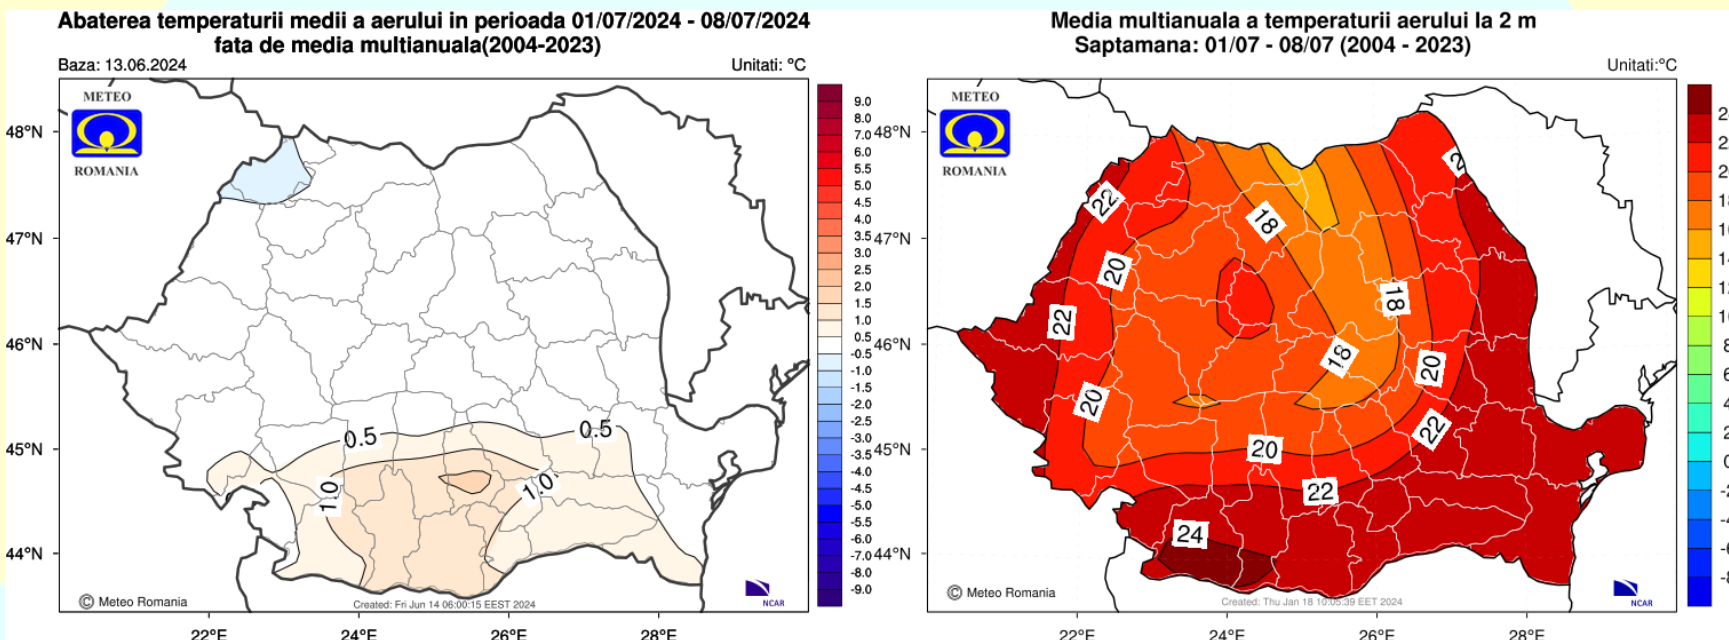 Abaterea temperaturii medii a aerului in perioada 01/07/2024 - 08/07/2024
fata de media multianuala(2004-2023)
Baza: 13.06.2024
Unitati: °C
METEO
ROMANIA
48°N
47°N
46°N
45°N
44°N
0.5
0.5
1.0
1.0
9.0
8.0
7.0
6.0
5.5
5.0
4.5
4.0
3.5
3.0
2.5
2.0
1.5
1.0
0.5
-0.5
-1.0
-1.5
-2.0
-2.5
-3.0
-3.5
-4.0
-4.5
-5.0
-5.5
-6.0
-7.0
-8.0
-9.0
© Meteo Romania
Created: Fri Jun 14 06:00:15 EEST 2024
NCAR
22°E
24°E
26°E
28°E
Media multianuala a temperaturii aerului la 2 m
Saptamana: 01/07 - 08/07 (2004 - 2023)
Unitati:°C
METEO
ROMANIA
48°N
47°N
46°N
45°N
44°N
2
22
18
20
18
22
18
20
20
22
20
22
24
© Meteo Romania
Created: Thu Jan 18 10:05:39 EET 2024
NCAR
22°E
24°E
26°E
28°E
8
6
4
2
0
-2